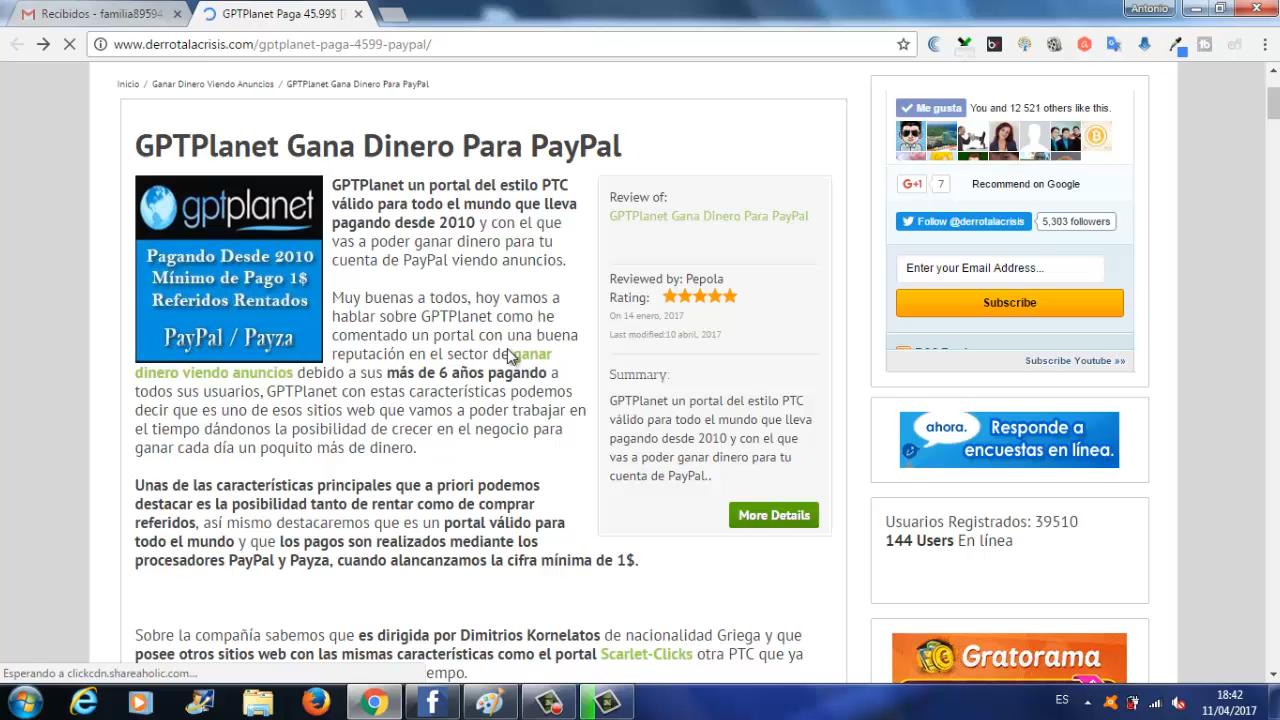 Recibidos - familia89594
GPTPlanet Paga 45.99$ [
Antonio
www.derrotalacrisis.com/gptplanet-paga-4599-paypal/
Inicio / Ganar Dinero Viendo Anuncios / GPTPlanet Gana Dinero Para PayPal
GPTPlanet Gana Dinero Para PayPal
gptplanet
Pagando Desde 2010
Mínimo de Pago 1$
Referidos Rentados
PayPal / Payza
GPTPlanet un portal del estilo PTC
válido para todo el mundo que lleva
pagando desde 2010 y con el que
vas a poder ganar dinero para tu
cuenta de PayPal viendo anuncios.
Muy buenas a todos, hoy vamos a
hablar sobre GPTPlanet como he
comentado un portal con una buena
reputación en el sector de ganar
dinero viendo anuncios debido a sus más de 6 años pagando a
todos sus usuarios, GPTPlanet con estas características podemos
decir que es uno de esos sitios web que vamos a poder trabajar en
el tiempo dándonos la posibilidad de crecer en el negocio para
ganar cada día un poquito más de dinero.
Unas de las características principales que a priori podemos
destacar es la posibilidad tanto de rentar como de comprar
referidos, así mismo destacaremos que es un portal válido para
todo el mundo y que los pagos son realizados mediante los
procesadores PayPal y Payza, cuando alancanzamos la cifra mínima de 1$.
Sobre la compañía sabemos que es dirigida por Dimitrios Kornelatos de nacionalidad Griega y que
posee otros sitios web con las mismas características como el portal Scarlet-Clicks otra PTC que ya
empo.
Review of:
GPTPlanet Gana Dinero Para PayPal
Reviewed by: Pepola
Rating:
On 14 enero, 2017
Last modified:10 abril, 2017
Summary:
GPTPlanet un portal del estilo PTC
válido para todo el mundo que lleva
pagando desde 2010 y con el que
vas a poder ganar dinero para tu
cuenta de PayPal..
More Details
Me gusta
You and 12 521 others like this.
G+1
7
Recommend on Google
Follow @derrotalacrisis
5,303 followers
Enter your Email Address...
Subscribe
Subscribe Youtube »»
ahora.
Responde a
encuestas en línea.
Usuarios Registrados: 39510
144 Users En línea
Gratorama
Esperando a clickcdn.shareaholic.com...
ES
18:42
11/04/2017